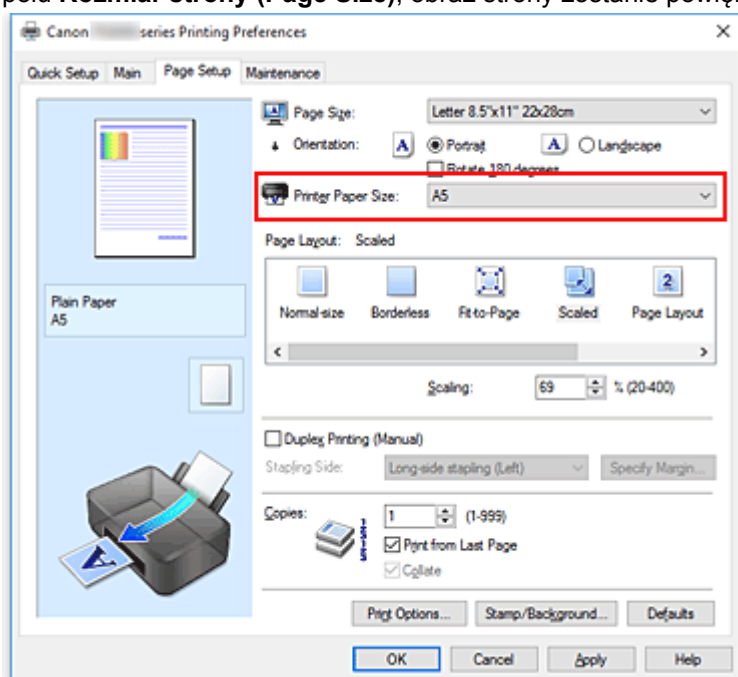 polu Rozmiar strony (Page Size), obraz strony zostanie powię
Canon series Printing Preferences
Quick Setup Main Page Setup Maintenance
Page Size: Letter 8.5"x11" 22x28cm
Orientation: A Portrait A Landscape
Rotate 180 degrees
Printer Paper Size: A5
Page Layout: Scaled
Normal-size Borderless Fit-to-Page Scaled Page Layout
Plain Paper
A5
Scaling: 69 % (20-400)
Duplex Printing (Manual)
Stapling Side: Long-side stapling (Left) Specify Margin...
Copies: 1 (1-999)
Print from Last Page
Collate
Print Options... Stamp/Background... Defaults
OK Cancel Apply Help